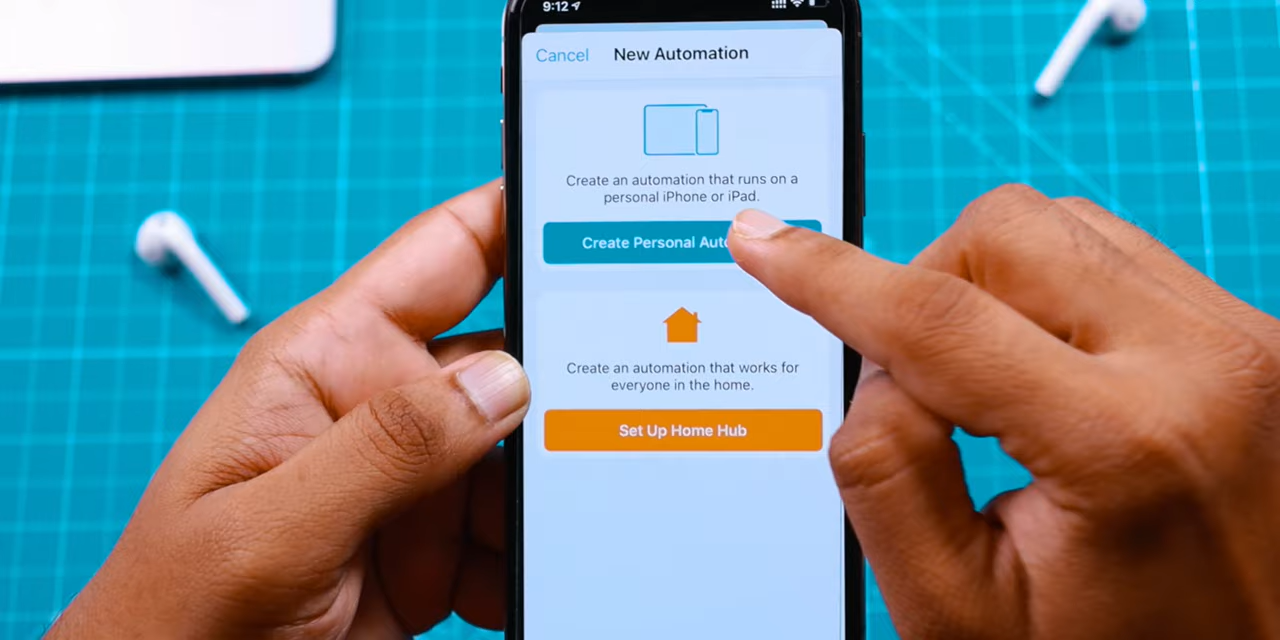 9:12
Cancel
New Automation
Create an automation that runs on a
personal iPhone or iPad.
Create Personal
Create an automation that works for
everyone in the home.
Set Up Home Hub